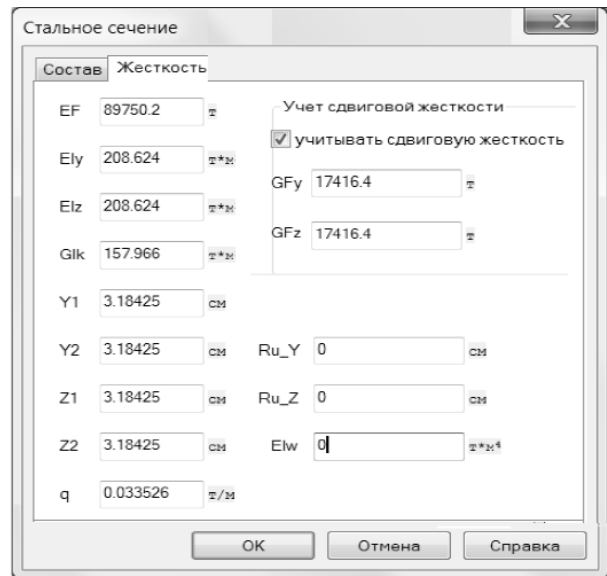 Стальное сечение
Состав Жесткость
EF 89750.2 т
EIy 208.624 т*м
EIz 208.624 т*м
GIk 157.966 т*м
Y1 3.18425 см
Y2 3.18425 см
Z1 3.18425 см
Z2 3.18425 см
q 0.033526 т/м
Учет сдвиговой жесткости
учитывать сдвиговую жесткость
GFy 17416.4 т
GFz 17416.4 т
Ru_Y 0 см
Ru_Z 0 см
EIw 0 т*м⁴
OK Отмена Справка